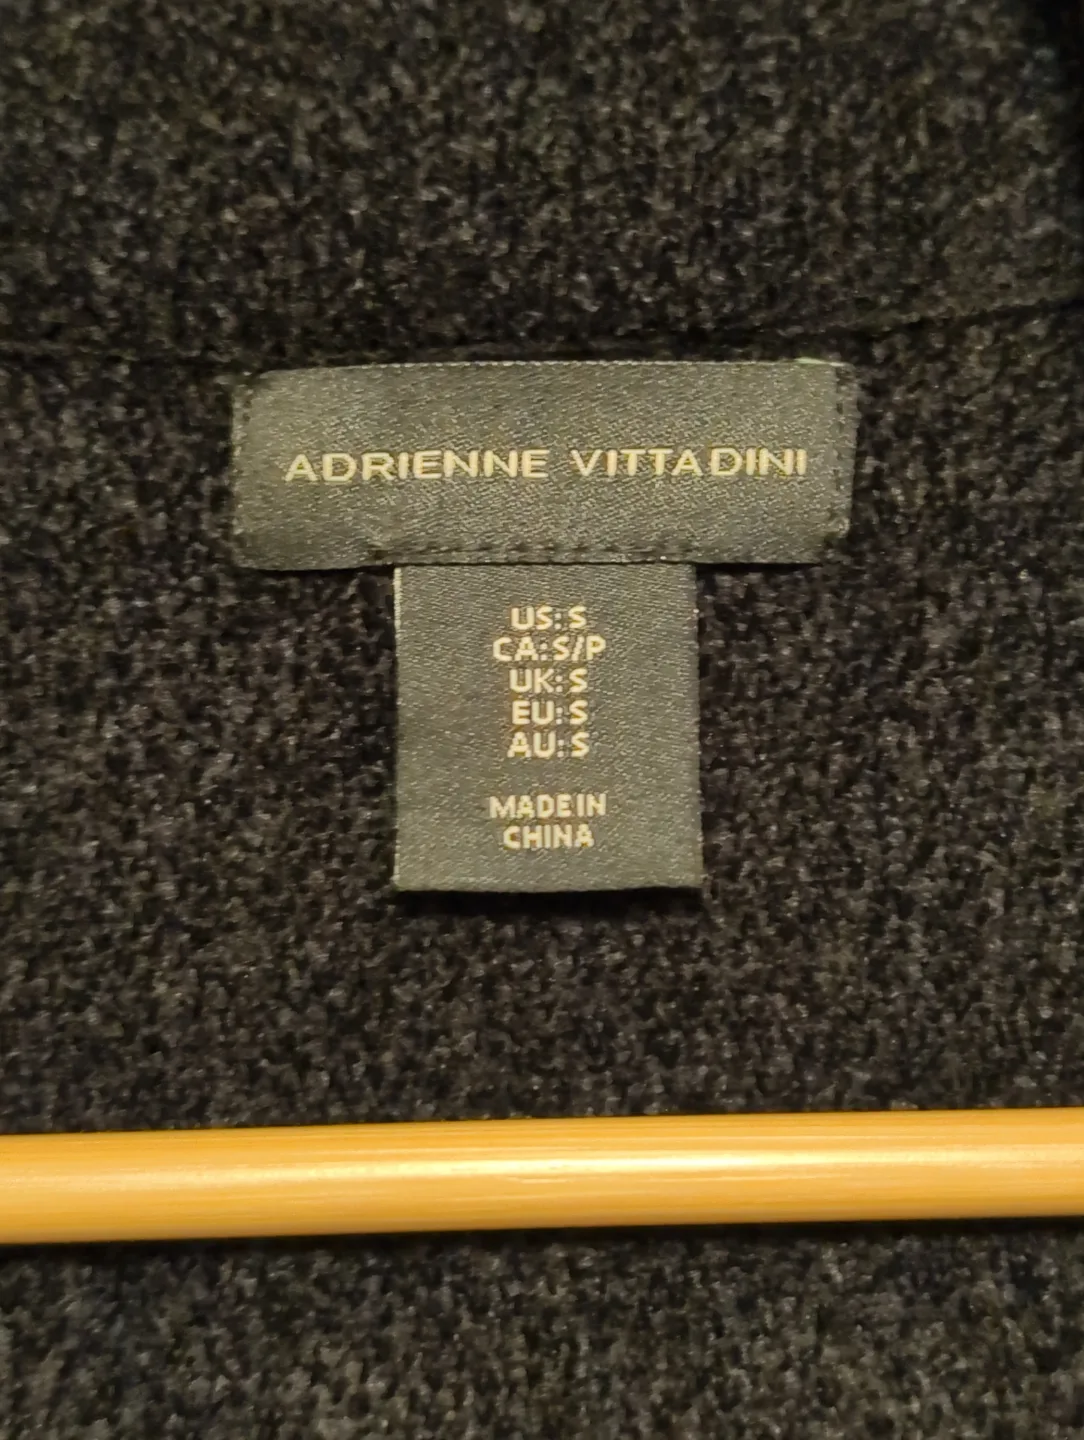 ADRIENNE VITTADINI
US: S
CA: S/P
UK: S
EU: S
AU: S
MADE IN
CHINA